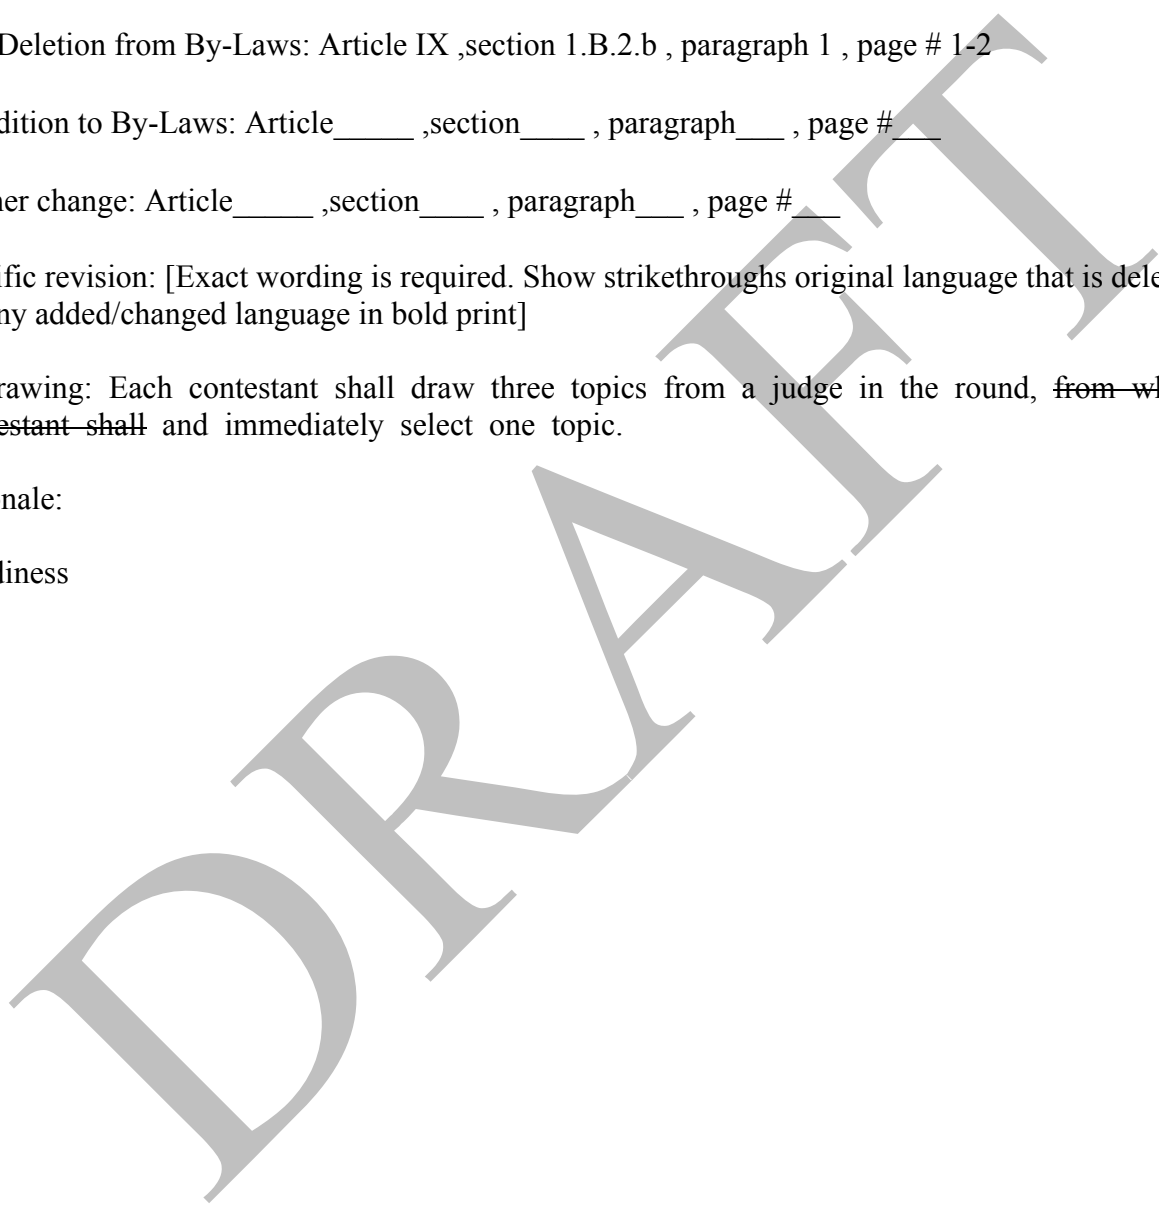 Deletion from By-Laws: Article IX ,section 1.B.2.b , paragraph 1 , page # 1-2
dition to By-Laws: Article_____ ,section____ , paragraph___ , page #___
er change: Article_____ ,section____ , paragraph___ , page #___
ific revision: [Exact wording is required. Show strikethroughs original language that is dele
ny added/changed language in bold print]
rawing: Each contestant shall draw three topics from a judge in the round, from wh
estant shall and immediately select one topic.
nale:
diness
DRAFT